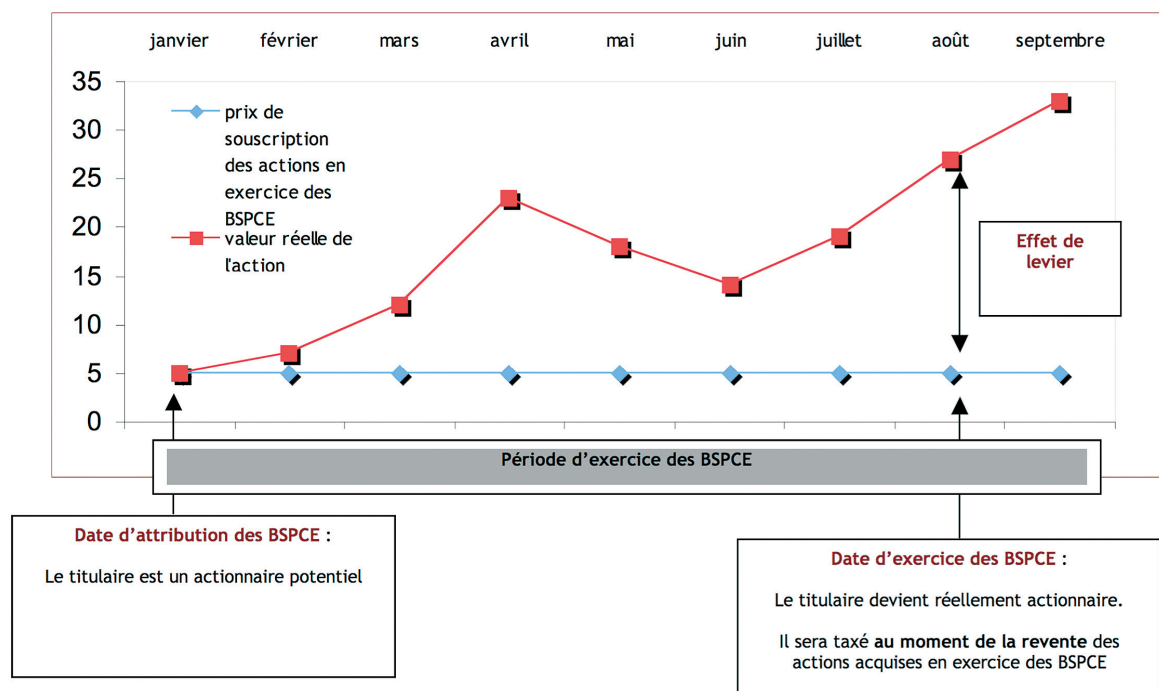 janvier février mars avril mai juin juillet août septembre
35
30
25
20
15
10
5
0
prix de
souscription
des actions en
exercice des
BSPCE
valeur réelle de
l'action
Effet de
levier
Période d’exercice des BSPCE
Date d’attribution des BSPCE :
Le titulaire est un actionnaire potentiel
Date d’exercice des BSPCE :
Le titulaire devient réellement actionnaire.
Il sera taxé au moment de la revente des
actions acquises en exercice des BSPCE